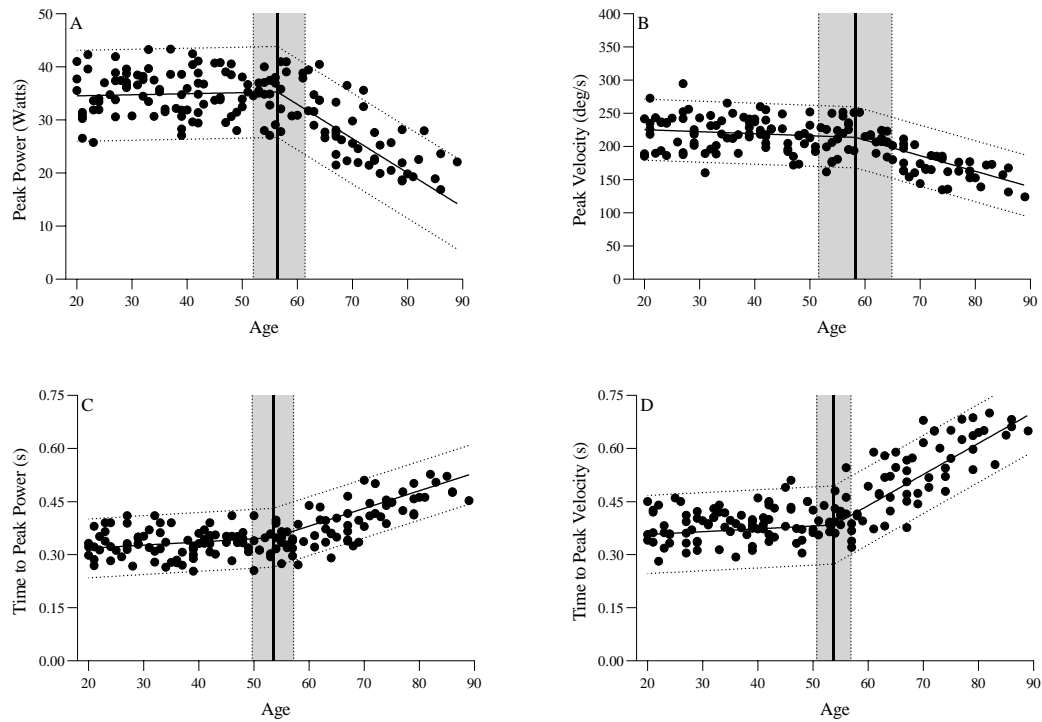 A
Peak Power (Watts)
50
40
30
20
10
0
20 30 40 50 60 70 80 90
Age
B
Peak Velocity (deg/s)
400
350
300
250
200
150
100
50
0
20 30 40 50 60 70 80 90
Age
C
Time to Peak Power (s)
0.75
0.60
0.45
0.30
0.15
0.00
20 30 40 50 60 70 80 90
Age
D
Time to Peak Velocity (s)
0.75
0.60
0.45
0.30
0.15
0.00
20 30 40 50 60 70 80 90
Age